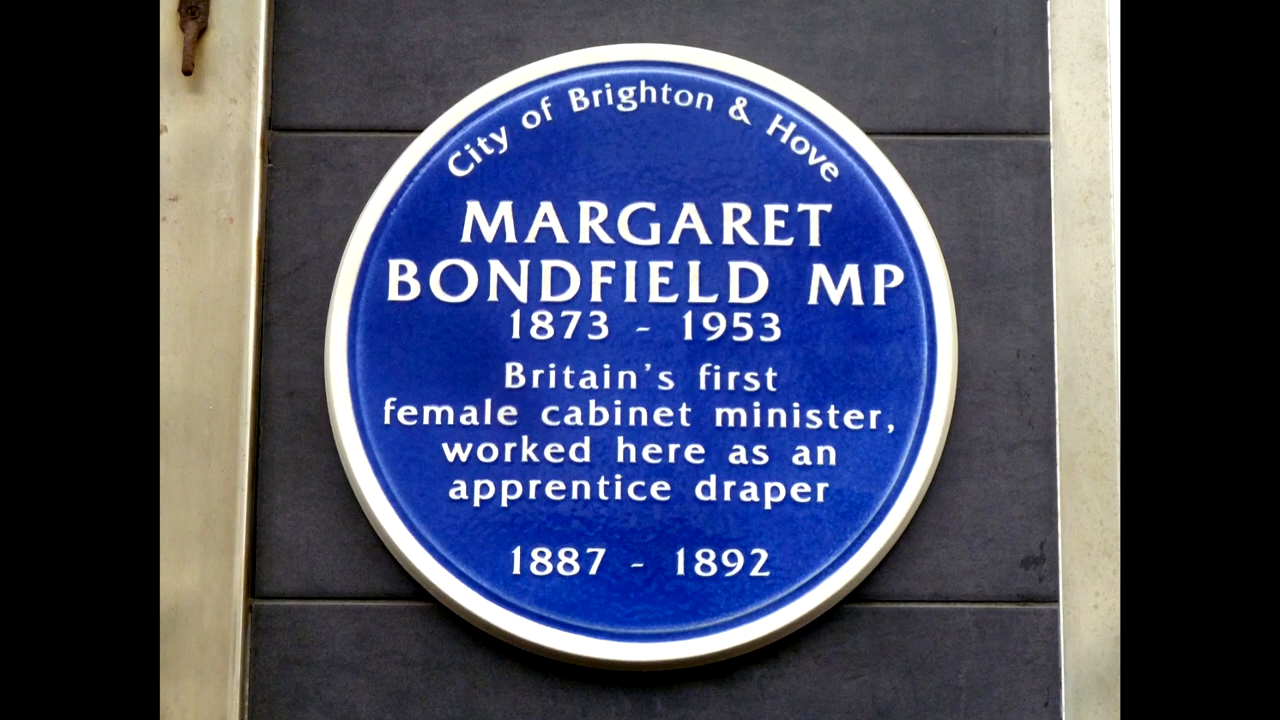 City of Brighton & Hove
MARGARET
BONDFIELD MP
1873 - 1953
Britain's first
female cabinet minister,
worked here as an
apprentice draper
1887 - 1892